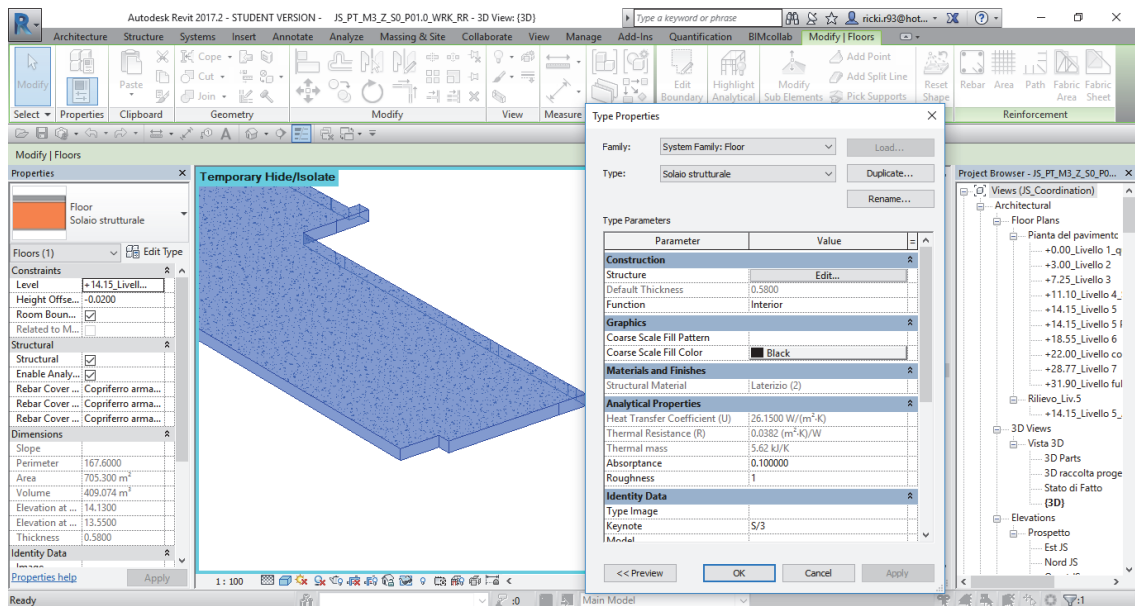 Autodesk Revit 2017.2 - STUDENT VERSION - JS_PT_M3_Z_S0_P01.0_WRK_RR - 3D View: {3D}
Type a keyword or phrase
ricki.r93@hot...
Architecture Structure Systems Insert Annotate Analyze Massing & Site Collaborate View Manage Add-Ins Quantification BIMcollab Modify | Floors
Modify
Paste
Cope
Cut
Join
Edit Boundary
Highlight Analytical
Modify Sub Elements
Add Point
Add Split Line
Pick Supports
Reset Shape
Rebar Area Path Fabric Area Fabric Sheet
Select Properties Clipboard Geometry Modify View Measure Reinforcement
Modify | Floors
Properties
Floor
Solaio strutturale
Floors (1) Edit Type
Constraints
Level +14.15_Livell...
Height Offse... -0.0200
Room Boun...
Related to M...
Structural
Structural
Enable Analy...
Rebar Cover ... Copriferro arma...
Rebar Cover ... Copriferro arma...
Rebar Cover ... Copriferro arma...
Dimensions
Slope
Perimeter 167.6000
Area 705.300 m²
Volume 409.074 m³
Elevation at ... 14.1300
Elevation at ... 13.5500
Thickness 0.5800
Identity Data
Properties help Apply
Temporary Hide/Isolate
1 : 100
Type Properties
Family: System Family: Floor Load...
Type: Solaio strutturale Duplicate...
Rename...
Type Parameters
Parameter Value =
Construction
Structure Edit...
Default Thickness 0.5800
Function Interior
Graphics
Coarse Scale Fill Pattern
Coarse Scale Fill Color Black
Materials and Finishes
Structural Material Laterizio (2)
Analytical Properties
Heat Transfer Coefficient (U) 26.1500 W/(m²·K)
Thermal Resistance (R) 0.0382 (m²·K)/W
Thermal mass 5.62 kJ/K
Absorptance 0.100000
Roughness 1
Identity Data
Type Image
Keynote S/3
Model
<< Preview OK Cancel Apply
Project Browser - JS_PT_M3_Z_S0_P0...
Views (JS_Coordination)
Architectural
Floor Plans
Pianta del pavimento
+0.00_Livello 1_q
+3.00_Livello 2
+7.25_Livello 3
+11.10_Livello 4_
+14.15_Livello 5
+14.15_Livello 5
+18.55_Livello 6
+22.00_Livello co
+28.77_Livello 7
+31.90_Livello ful
Rilievo_Liv.5
+14.15_Livello 5_
3D Views
Vista 3D
3D Parts
3D raccolta proge
Stato di Fatto
{3D}
Elevations
Prospetto
Est JS
Nord JS
Ready :0 Main Model :1